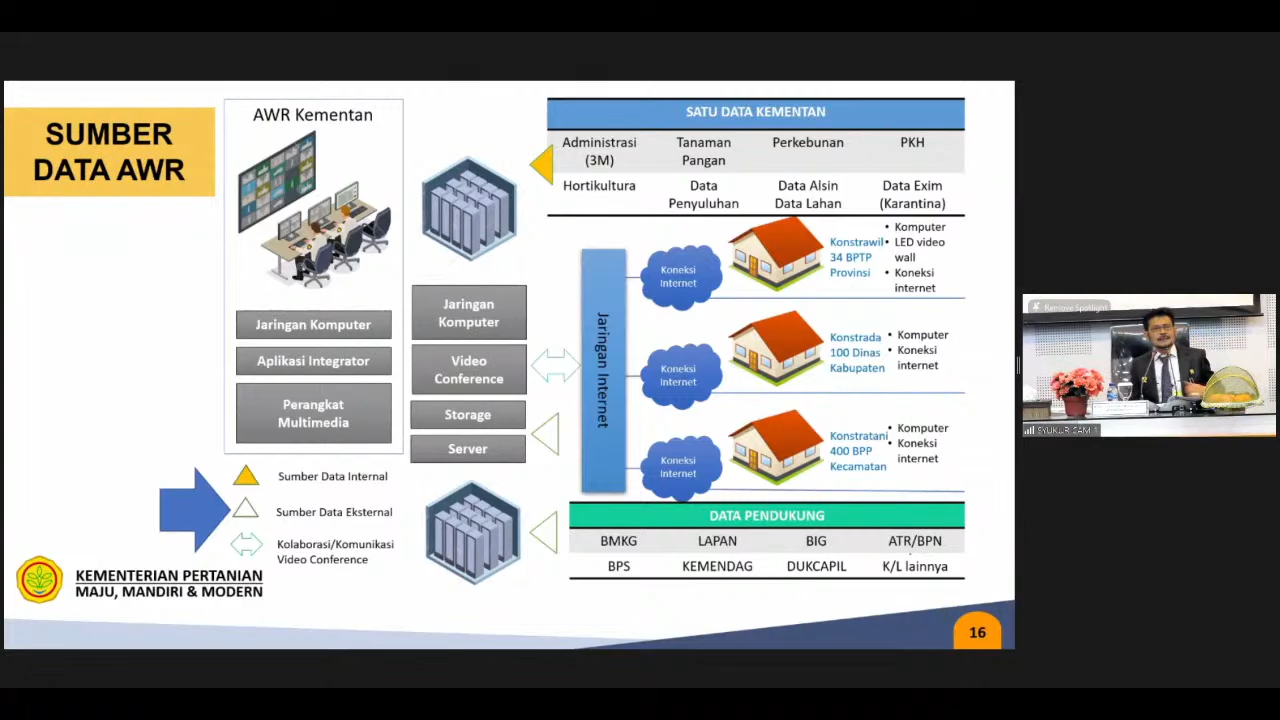 SUMBER
DATA AWR
AWR Kementan
Jaringan Komputer
Aplikasi Integrator
Perangkat
Multimedia
Jaringan
Komputer
Video
Conference
Storage
Server
SATU DATA KEMENTAN
Administrasi
(3M)
Tanaman
Pangan
Perkebunan
PKH
Hortikultura
Data
Penyuluhan
Data Alsin
Data Lahan
Data Exim
(Karantina)
Jaringan Internet
Koneksi
Internet
Konstrawil
34 BPTP
Provinsi
• Komputer
• LED video
wall
• Koneksi
internet
Koneksi
Internet
Konstrada
100 Dinas
Kabupaten
• Komputer
• Koneksi
internet
Koneksi
Internet
Konstratani
400 BPP
Kecamatan
• Komputer
• Koneksi
internet
DATA PENDUKUNG
BMKG LAPAN BIG ATR/BPN
BPS KEMENDAG DUKCAPIL K/L lainnya
Sumber Data Internal
Sumber Data Eksternal
Kolaborasi/Komunikasi
Video Conference
KEMENTERIAN PERTANIAN
MAJU, MANDIRI & MODERN
16
Remove Spotlight